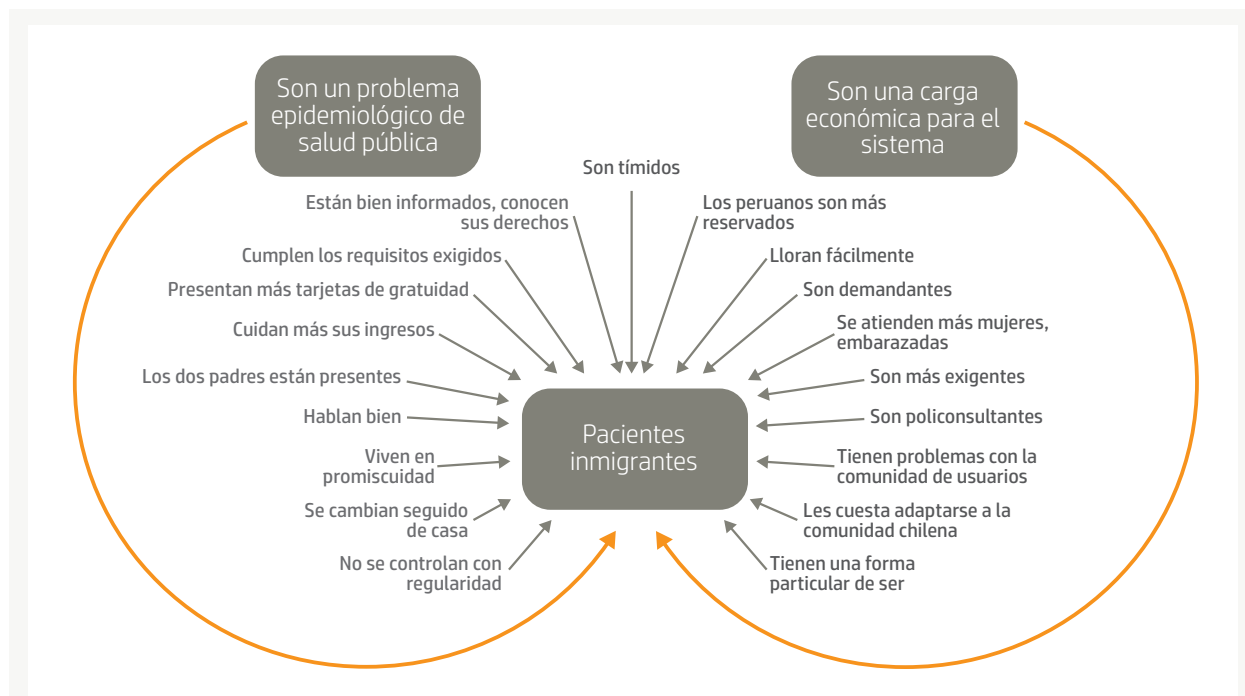 Son un problema
epidemiológico de
salud pública
Son una carga
económica para el
sistema
Son tímidos
Están bien informados, conocen
sus derechos
Cumplen los requisitos exigidos
Presentan más tarjetas de gratuidad
Cuidan más sus ingresos
Los dos padres están presentes
Hablan bien
Viven en
promiscuidad
Se cambian seguido
de casa
No se controlan con
regularidad
Los peruanos son más
reservados
Lloran fácilmente
Son demandantes
Se atienden más mujeres,
embarazadas
Son más exigentes
Son policonsultantes
Tienen problemas con la
comunidad de usuarios
Les cuesta adaptarse a la
comunidad chilena
Tienen una forma
particular de ser
Pacientes
inmigrantes